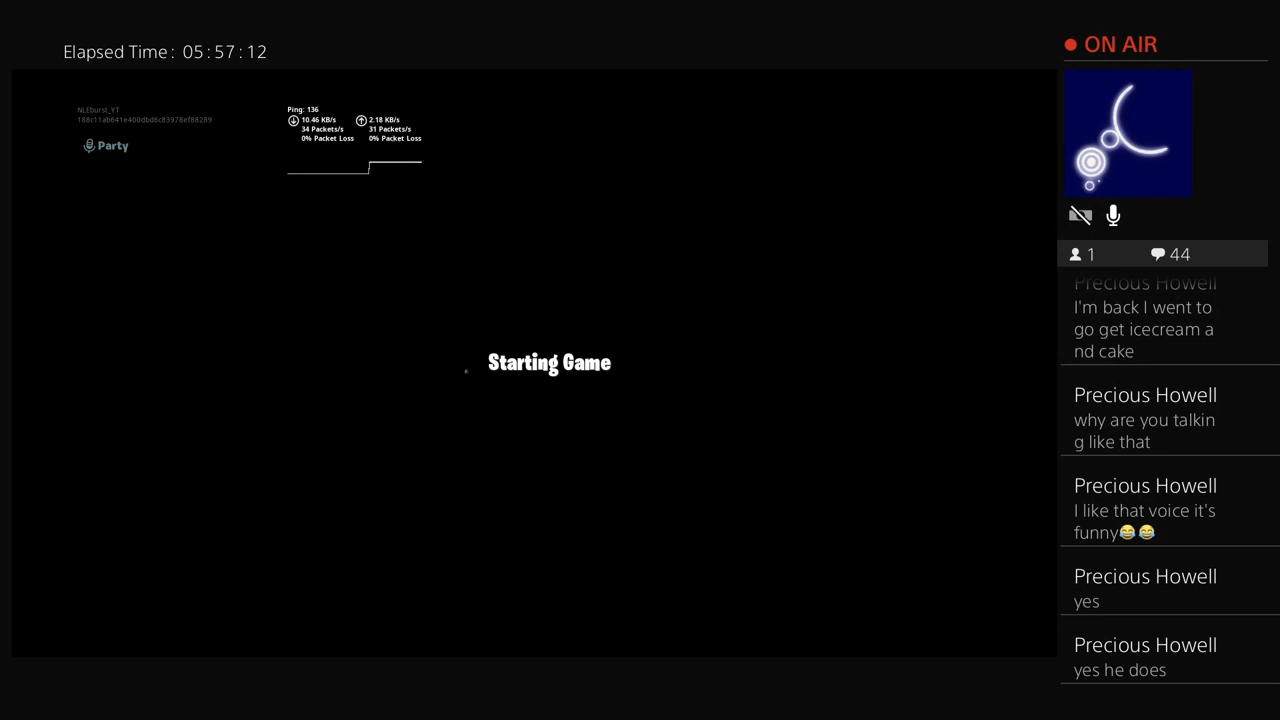 Elapsed Time: 05:57:12
ON AIR
NLEburst_YT
188c11ab641e400dbd6c83978ef88289
Party
Ping: 136
10.46 KB/s
34 Packets/s
0% Packet Loss
2.18 KB/s
31 Packets/s
0% Packet Loss
Starting Game
1
44
Precious Howell
I'm back I went to
go get icecream a
nd cake
Precious Howell
why are you talkin
g like that
Precious Howell
I like that voice it's
funny😂😂
Precious Howell
yes
Precious Howell
yes he does